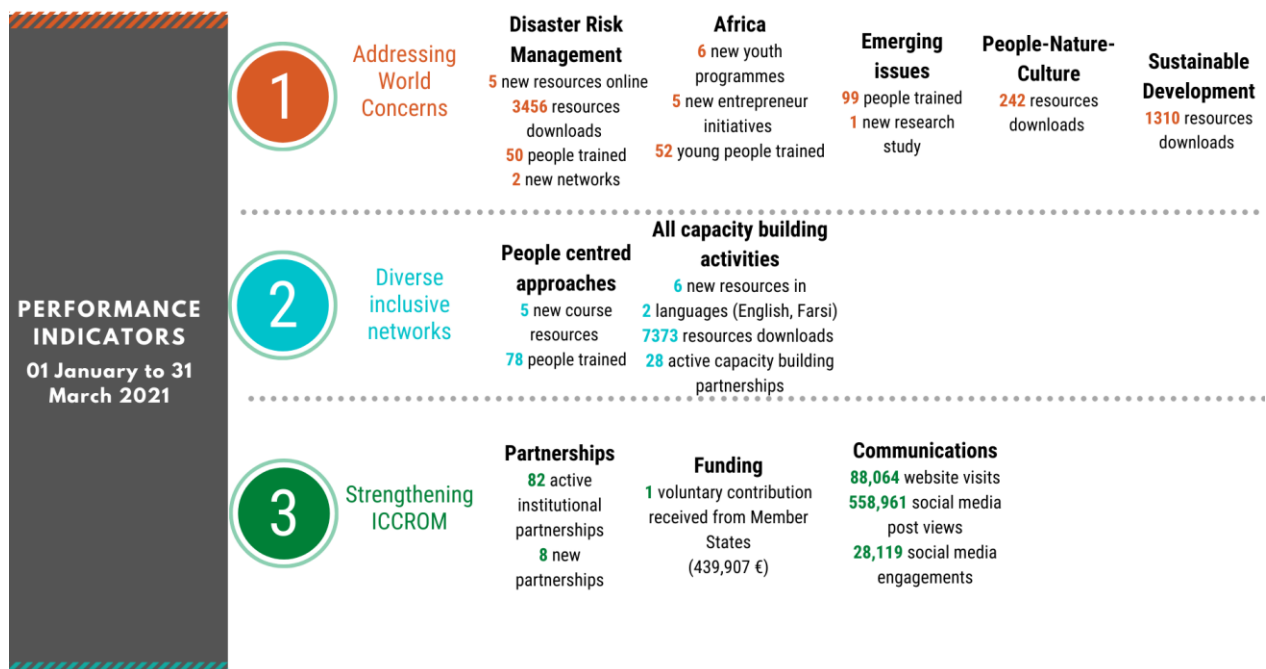 PERFORMANCE
INDICATORS
01 January to 31
March 2021
1
Addressing
World
Concerns
Disaster Risk
Management
5 new resources online
3456 resources
downloads
50 people trained
2 new networks
Africa
6 new youth
programmes
5 new entrepreneur
initiatives
52 young people trained
Emerging
issues
99 people trained
1 new research
study
People-Nature-
Culture
242 resources
downloads
Sustainable
Development
1310 resources
downloads
2
Diverse
inclusive
networks
People centred
approaches
5 new course
resources
78 people trained
All capacity building
activities
6 new resources in
2 languages (English, Farsi)
7373 resources downloads
28 active capacity building
partnerships
3
Strengthening
ICCROM
Partnerships
82 active
institutional
partnerships
8 new
partnerships
Funding
1 voluntary contribution
received from Member
States
(439,907 €)
Communications
88,064 website visits
558,961 social media
post views
28,119 social media
engagements